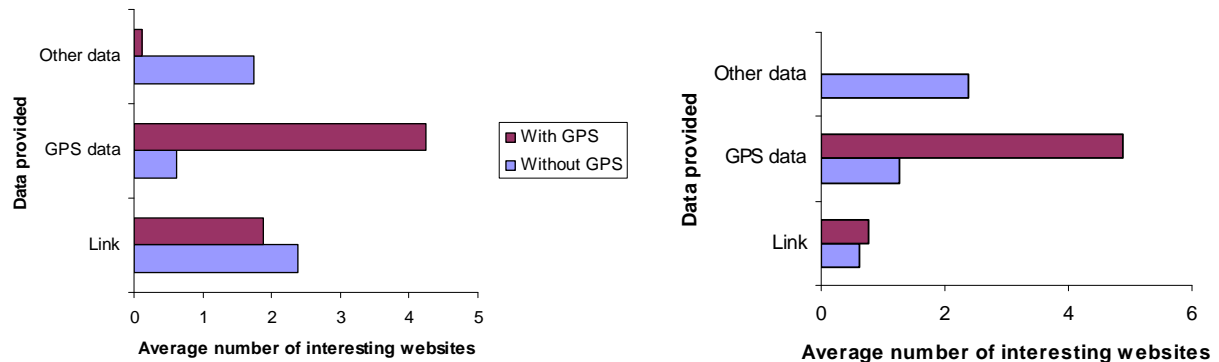 Other data
GPS data
Link
Data provided
0 1 2 3 4 5
Average number of interesting websites
With GPS
Without GPS
Other data
GPS data
Link
Data provided
0 2 4 6
Average number of interesting websites